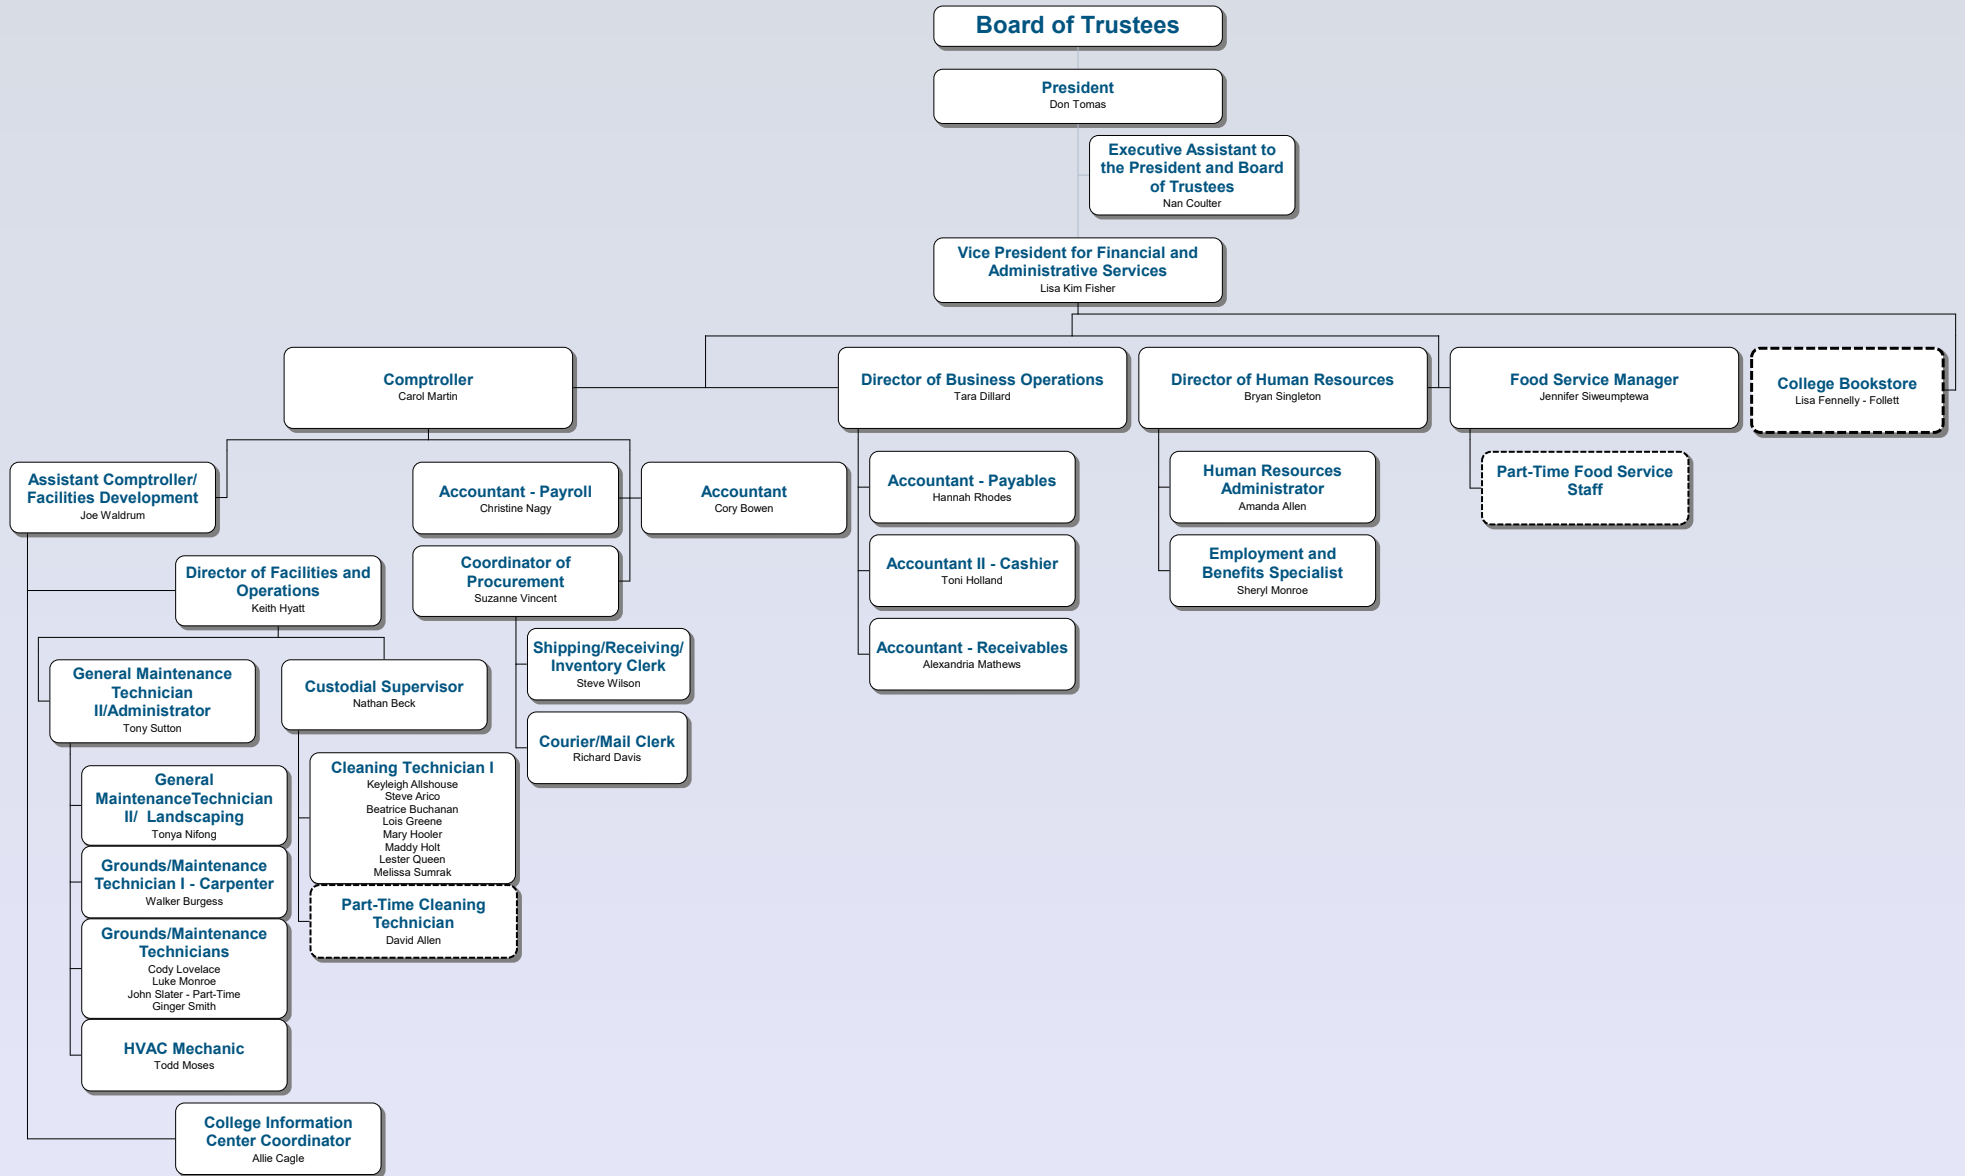 Board of Trustees
President
Don Tomas
Executive Assistant to
the President and Board
of Trustees
Nan Coulter
Vice President for Financial and
Administrative Services
Lisa Kim Fisher
Comptroller
Carol Martin
Director of Business Operations
Tara Dillard
Director of Human Resources
Bryan Singleton
Food Service Manager
Jennifer Siweumptewa
College Bookstore
Lisa Fennelly - Follett
Assistant Comptroller/
Facilities Development
Joe Waldrum
Accountant - Payroll
Christine Nagy
Accountant
Cory Bowen
Accountant - Payables
Hannah Rhodes
Human Resources
Administrator
Amanda Allen
Part-Time Food Service
Staff
Director of Facilities and
Operations
Keith Hyatt
Coordinator of
Procurement
Suzanne Vincent
Accountant II - Cashier
Toni Holland
Employment and
Benefits Specialist
Sheryl Monroe
Shipping/Receiving/
Inventory Clerk
Steve Wilson
Accountant - Receivables
Alexandria Mathews
General Maintenance
Technician
II/Administrator
Tony Sutton
Custodial Supervisor
Nathan Beck
Courier/Mail Clerk
Richard Davis
General
MaintenanceTechnician
II/ Landscaping
Tonya Nifong
Cleaning Technician I
Keyleigh Allshouse
Steve Arico
Beatrice Buchanan
Lois Greene
Mary Hooler
Maddy Holt
Lester Queen
Melissa Sumrak
Grounds/Maintenance
Technician I - Carpenter
Walker Burgess
Part-Time Cleaning
Technician
David Allen
Grounds/Maintenance
Technicians
Cody Lovelace
Luke Monroe
John Slater - Part-Time
Ginger Smith
HVAC Mechanic
Todd Moses
College Information
Center Coordinator
Allie Cagle